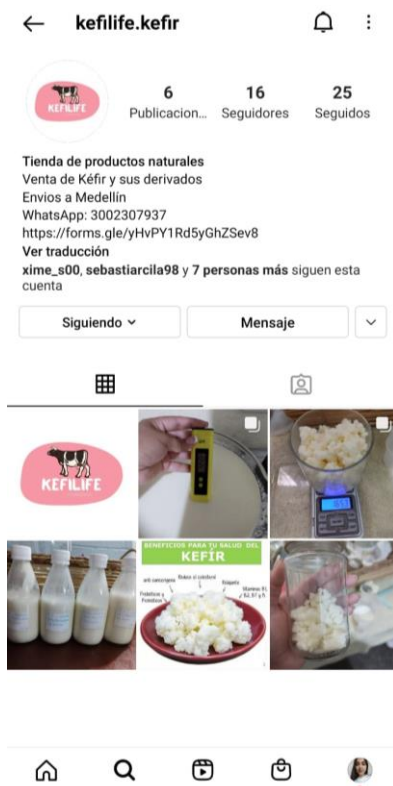 kefilife.kefir
KEFILIFE
6
16
25
Publicacion...
Seguidores
Seguidos
Tienda de productos naturales
Venta de Kéfir y sus derivados
Envios a Medellín
WhatsApp: 3002307937
https://forms.gle/yHvPY1Rd5yGhZSev8
Ver traducción
xime_s00, sebastiarcila98 y 7 personas más siguen esta
cuenta
Siguiendo
Mensaje
KEFILIFE
BENEFICIOS PARA TU SALUD DEL
KEFÍR